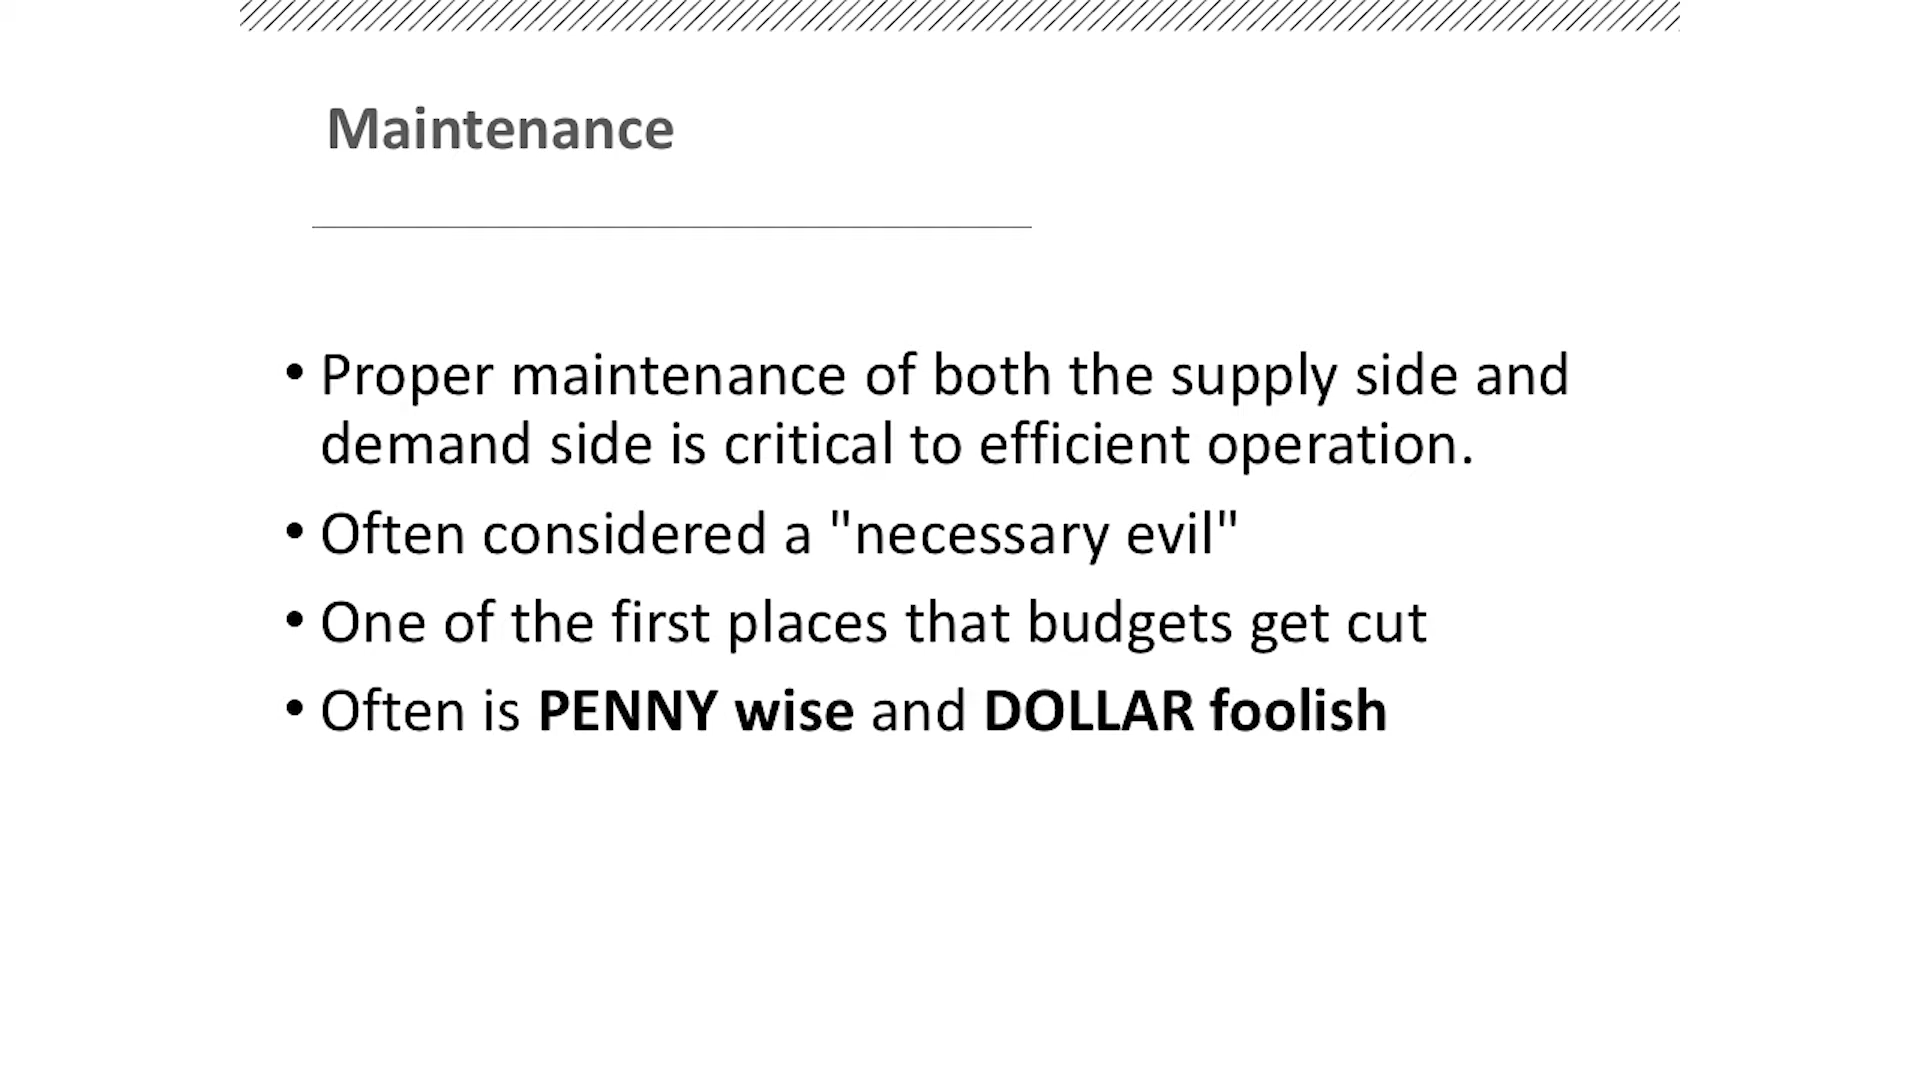 Maintenance
• Proper maintenance of both the supply side and
demand side is critical to efficient operation.
• Often considered a "necessary evil"
• One of the first places that budgets get cut
• Often is PENNY wise and DOLLAR foolish